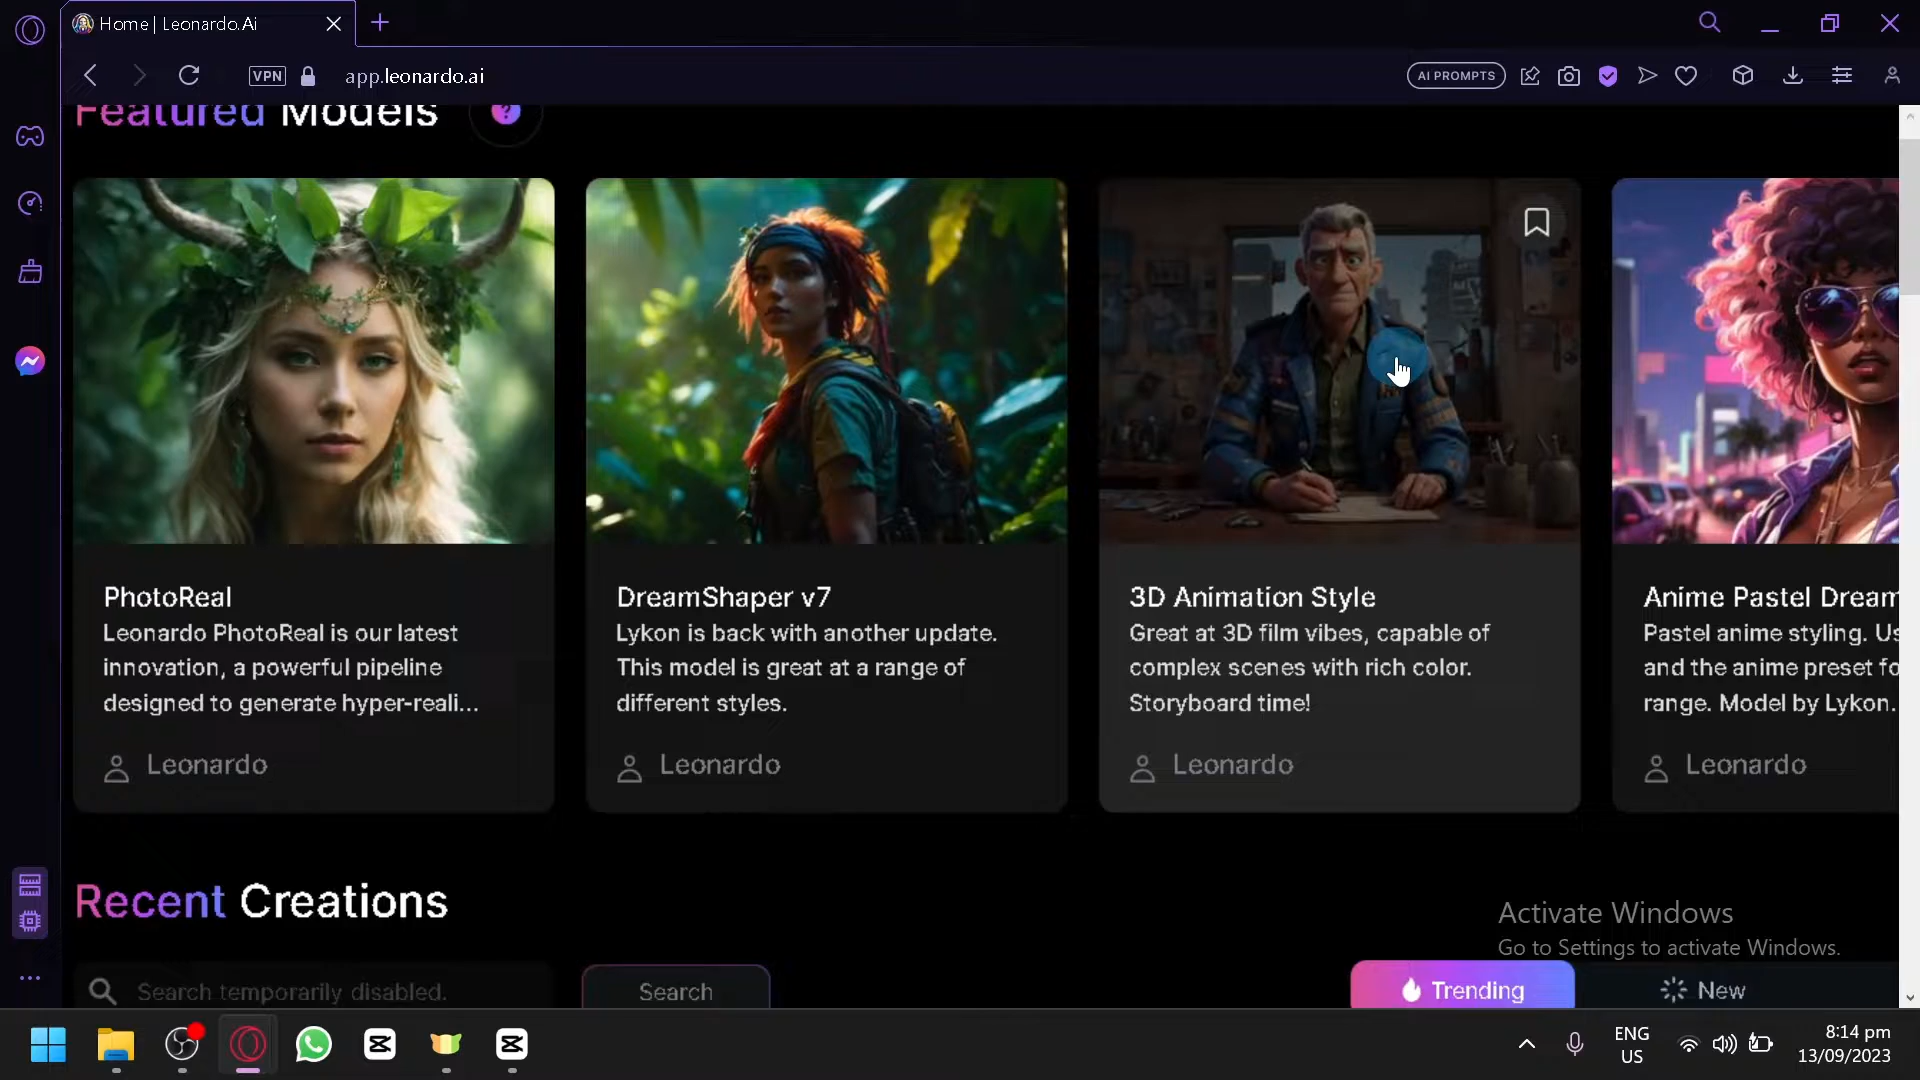 Home | Leonardo.Ai
VPN
app.leonardo.ai
AI PROMPTS
Featured Models
?
PhotoReal
Leonardo PhotoReal is our latest
innovation, a powerful pipeline
designed to generate hyper-reali...
Leonardo
DreamShaper v7
Lykon is back with another update.
This model is great at a range of
different styles.
Leonardo
3D Animation Style
Great at 3D film vibes, capable of
complex scenes with rich color.
Storyboard time!
Leonardo
Anime Pastel Dream
Pastel anime styling. Us
and the anime preset fo
range. Model by Lykon.
Leonardo
Recent Creations
Search temporarily disabled.
Search
Trending
New
Activate Windows
Go to Settings to activate Windows.
ENG
US
8:14 pm
13/09/2023